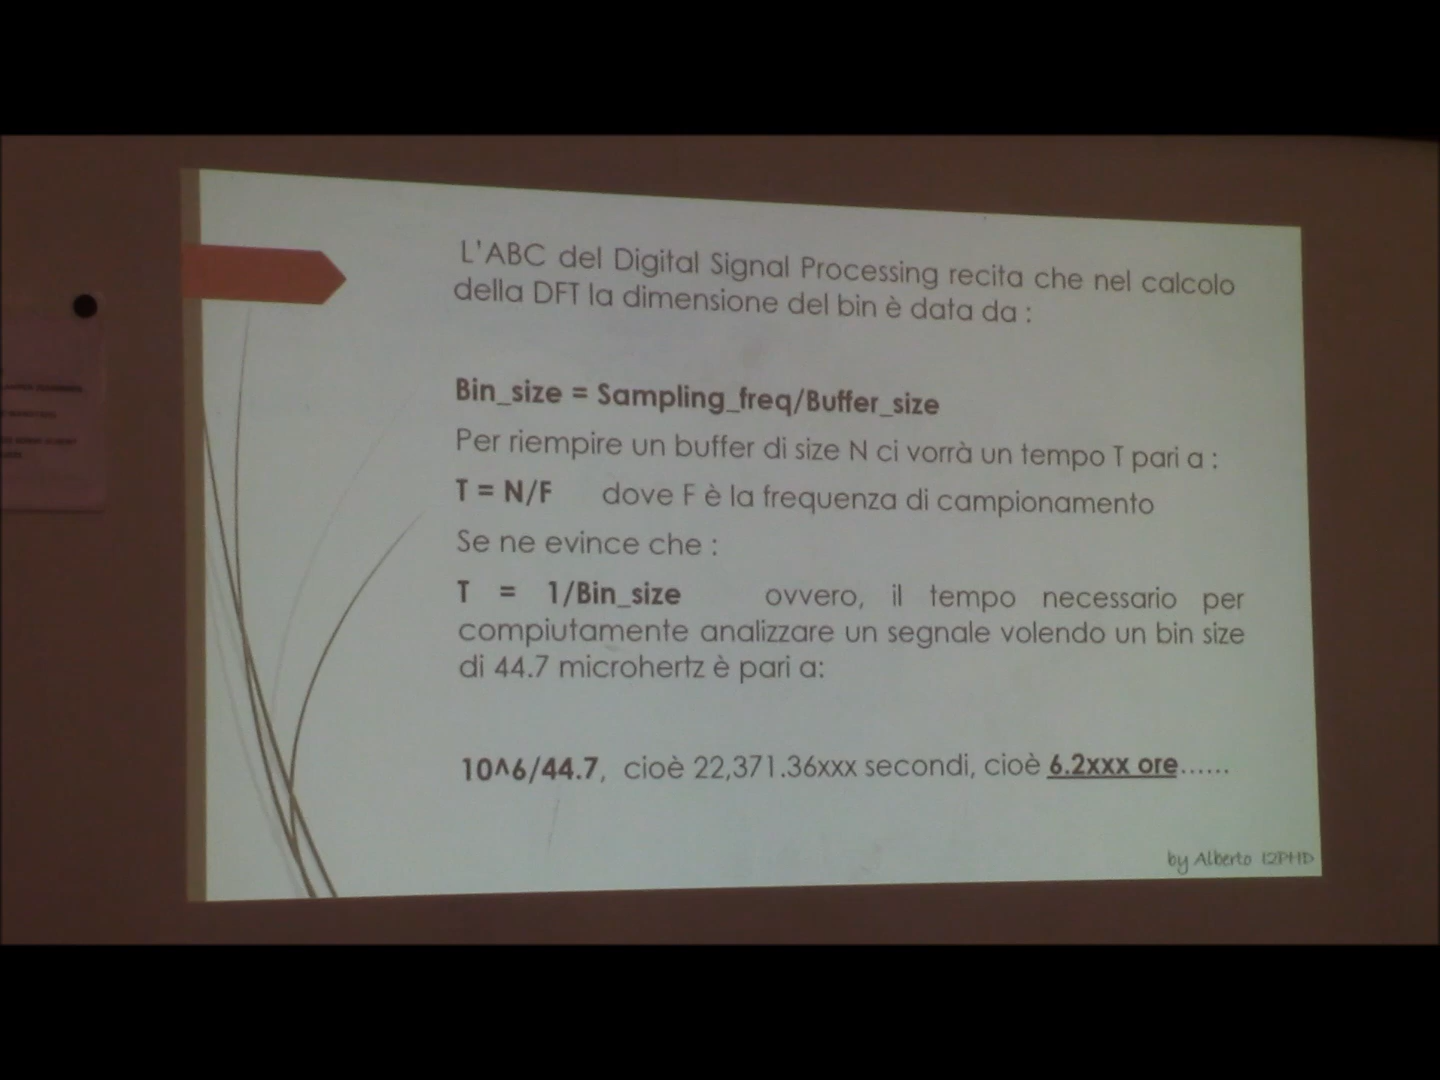 L'ABC del Digital Signal Processing recita che nel calcolo
della DFT la dimensione del bin è data da :
Bin_size = Sampling_freq/Buffer_size
Per riempire un buffer di size N ci vorrà un tempo T pari a :
T = N/F dove F è la frequenza di campionamento
Se ne evince che :
T = 1/Bin_size ovvero, il tempo necessario per
compiutamente analizzare un segnale volendo un bin size
di 44.7 microhertz è pari a:
10^6/44.7, cioè 22,371.36xxx secondi, cioè 6.2xxx ore......
by Alberto I2PHD